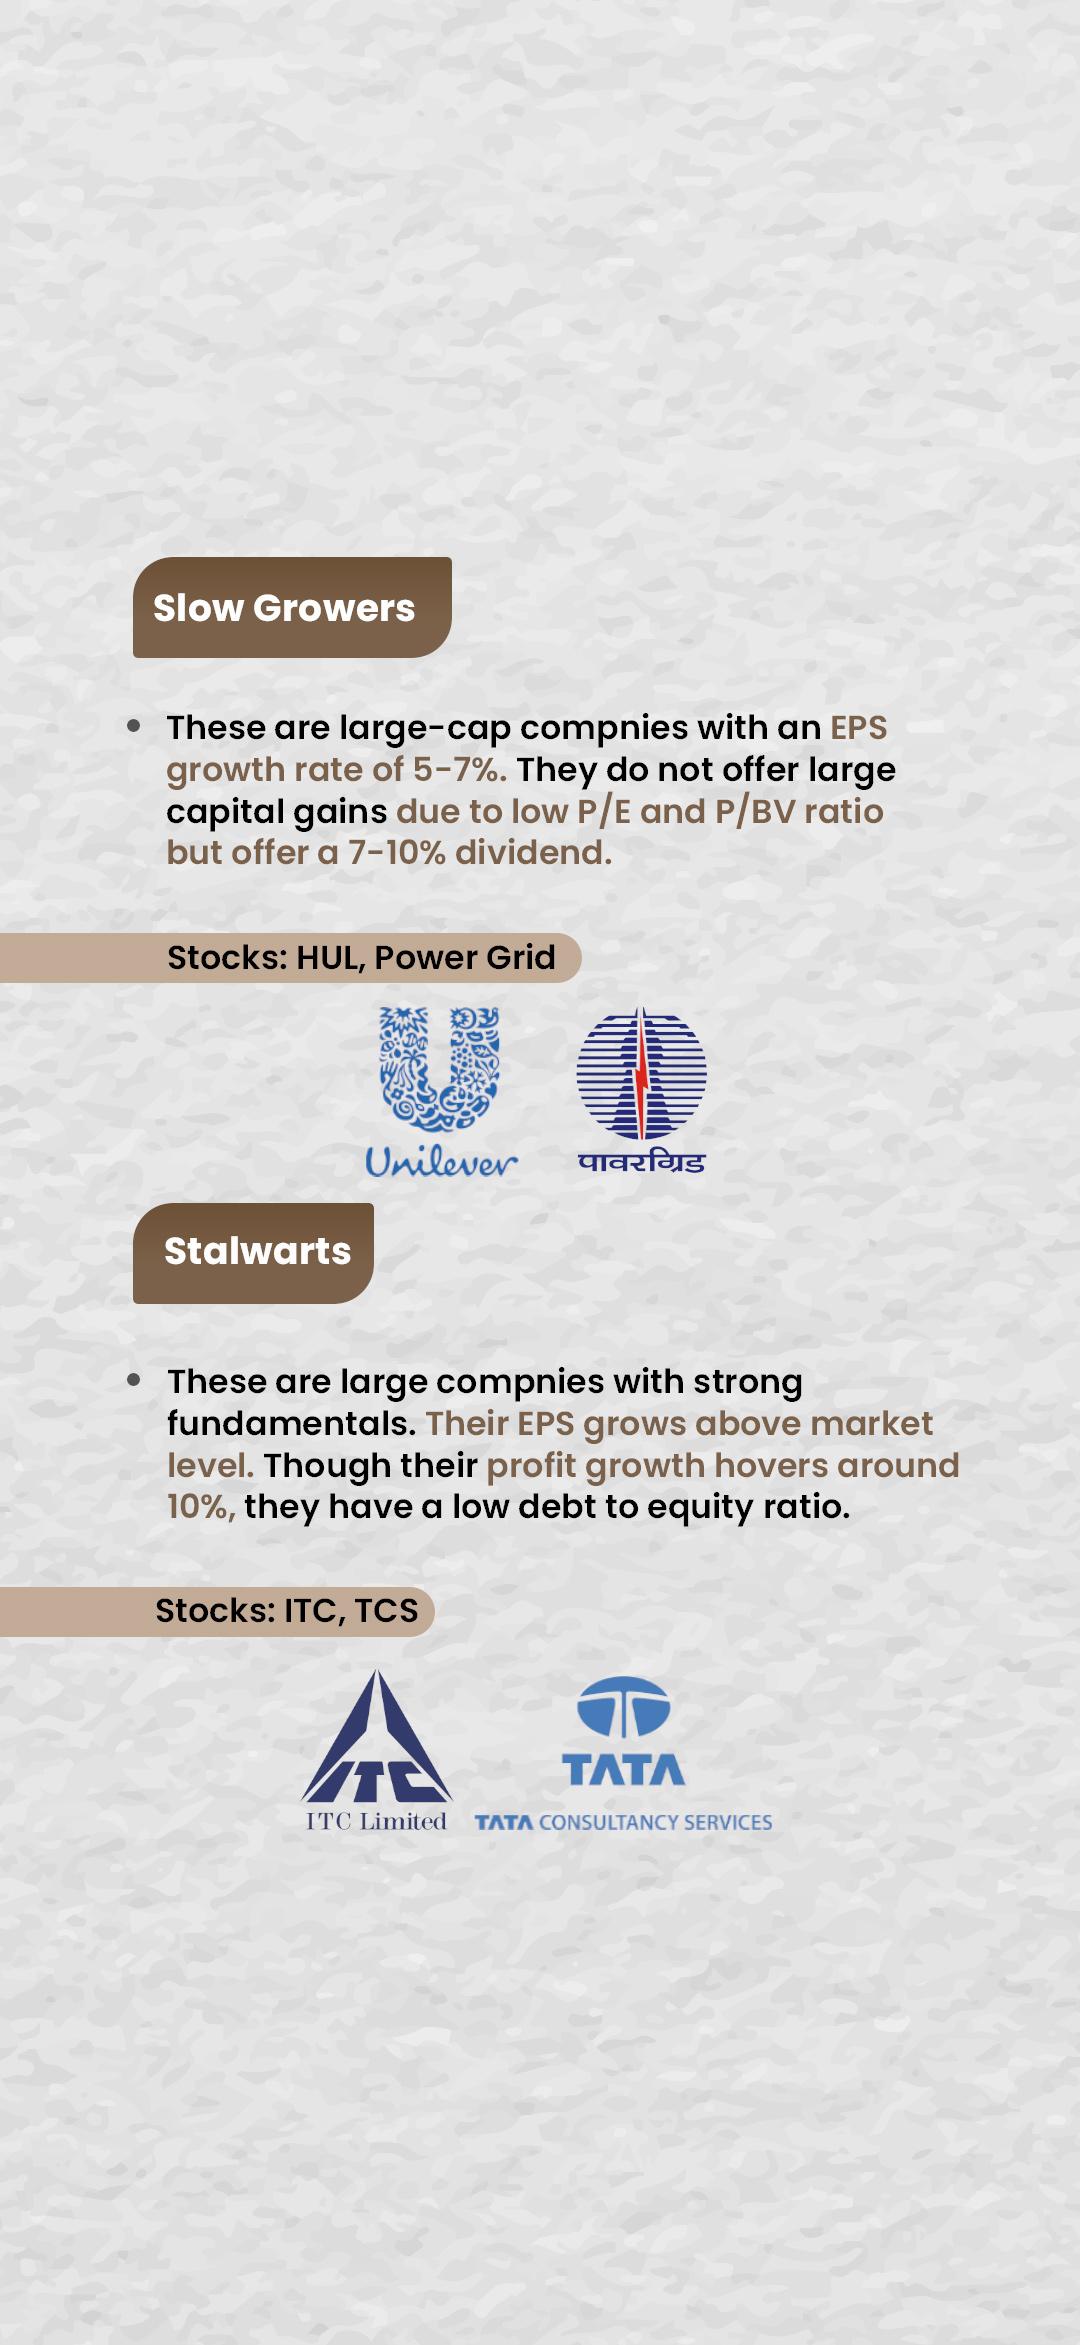 Slow Growers
These are large-cap compnies with an EPS
growth rate of 5-7%. They do not offer large
capital gains due to low P/E and P/BV ratio
but offer a 7-10% dividend.
Stocks: HUL, Power Grid
Unilever
पावरग्रिड
Stalwarts
These are large compnies with strong
fundamentals. Their EPS grows above market
level. Though their profit growth hovers around
10%, they have a low debt to equity ratio.
Stocks: ITC, TCS
ITC
TATA
ITC Limited
TATA CONSULTANCY SERVICES